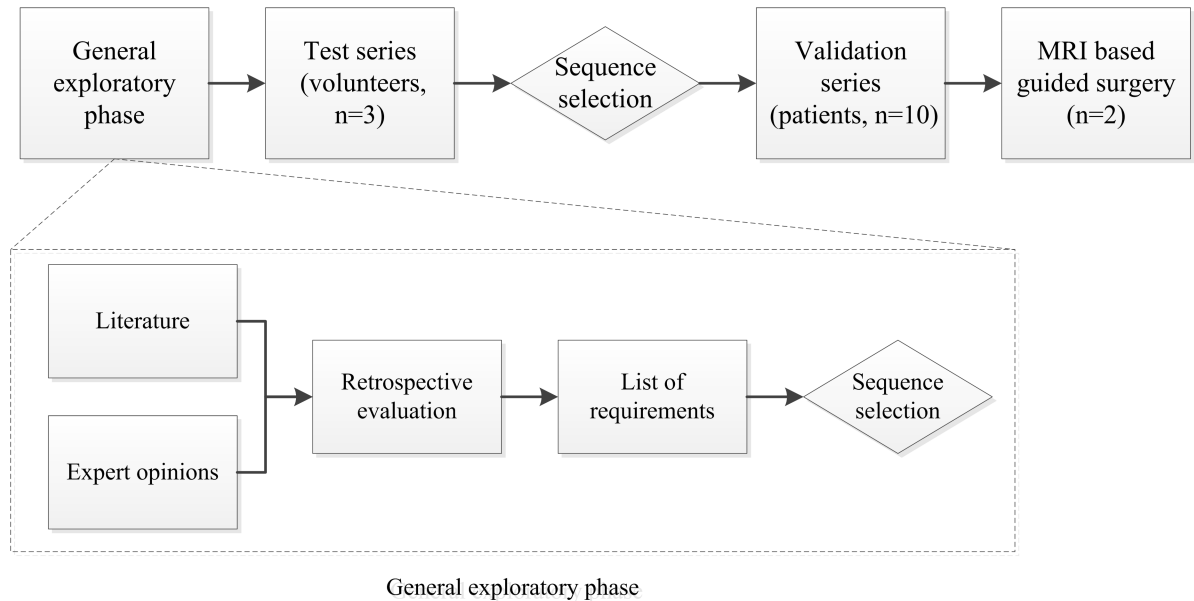 General
exploratory
phase
Test series
(volunteers,
n=3)
Sequence
selection
Validation
series
(patients, n=10)
MRI based
guided surgery
(n=2)
Literature
Expert opinions
Retrospective
evaluation
List of
requirements
Sequence
selection
General exploratory phase